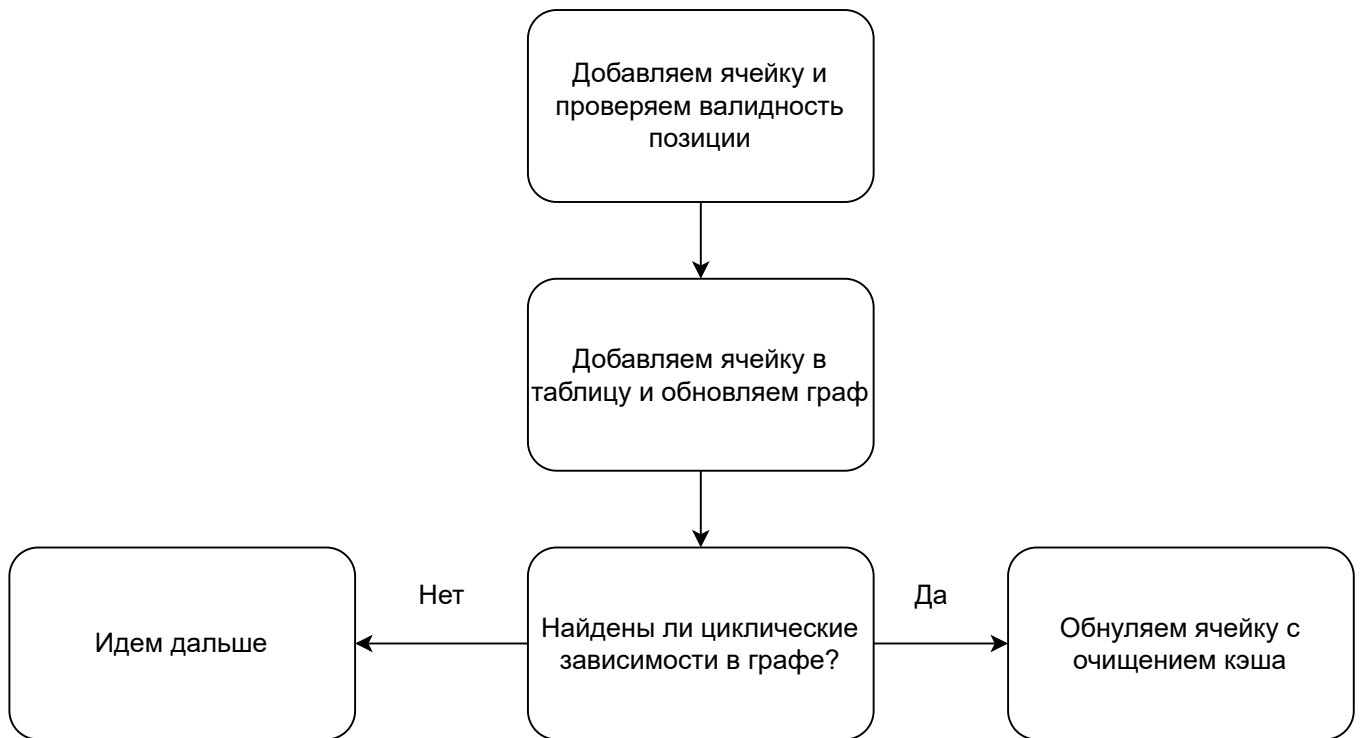 Добавляем ячейку и
проверяем валидность
позиции
Добавляем ячейку в
таблицу и обновляем граф
Идем дальше
Нет
Найдены ли циклические
зависимости в графе?
Да
Обнуляем ячейку с
очищением кэша